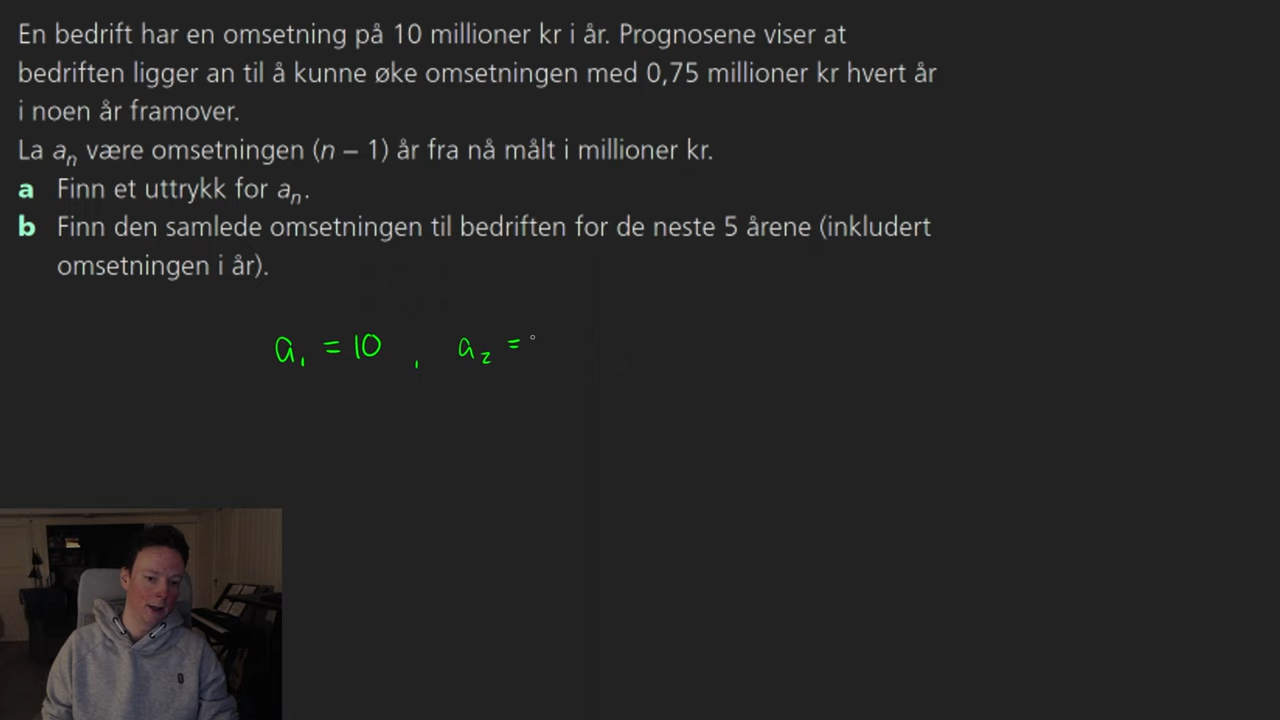 En bedrift har en omsetning på 10 millioner kr i år. Prognosene viser at
bedriften ligger an til å kunne øke omsetningen med 0,75 millioner kr hvert år
i noen år framover.
La aₙ være omsetningen (n − 1) år fra nå målt i millioner kr.
a Finn et uttrykk for aₙ.
b Finn den samlede omsetningen til bedriften for de neste 5 årene (inkludert
omsetningen i år).
a₁ = 10 , a₂ =